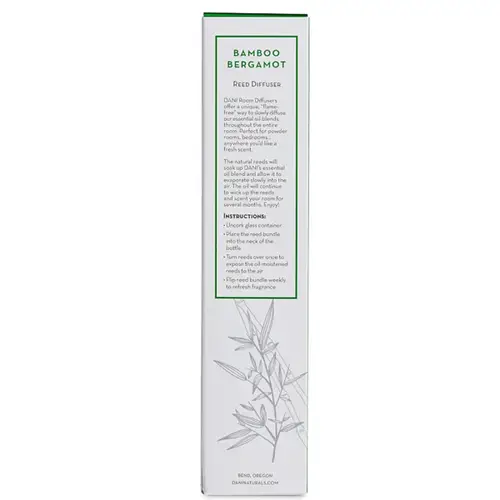 BAMBOO
BERGAMOT
REED DIFFUSER
DANI Room Diffusers
offer a unique, "flame-
free" way to slowly diffuse
our essential oil blends
throughout the entire
room. Perfect for powder
rooms, bedrooms...
anywhere you'd like a
fresh scent.
The natural reeds will
soak up DANI's essential
oil blend and allow it to
evaporate slowly into the
air. The oil will continue
to wick up the reeds
and scent your room for
several months. Enjoy!
INSTRUCTIONS:
• Uncork glass container
• Place the reed bundle
into the neck of the
bottle
• Turn reeds over once to
expose the oil-moistened
reeds to the air
• Flip reed bundle weekly
to refresh fragrance
BEND, OREGON
DANINATURALS.COM